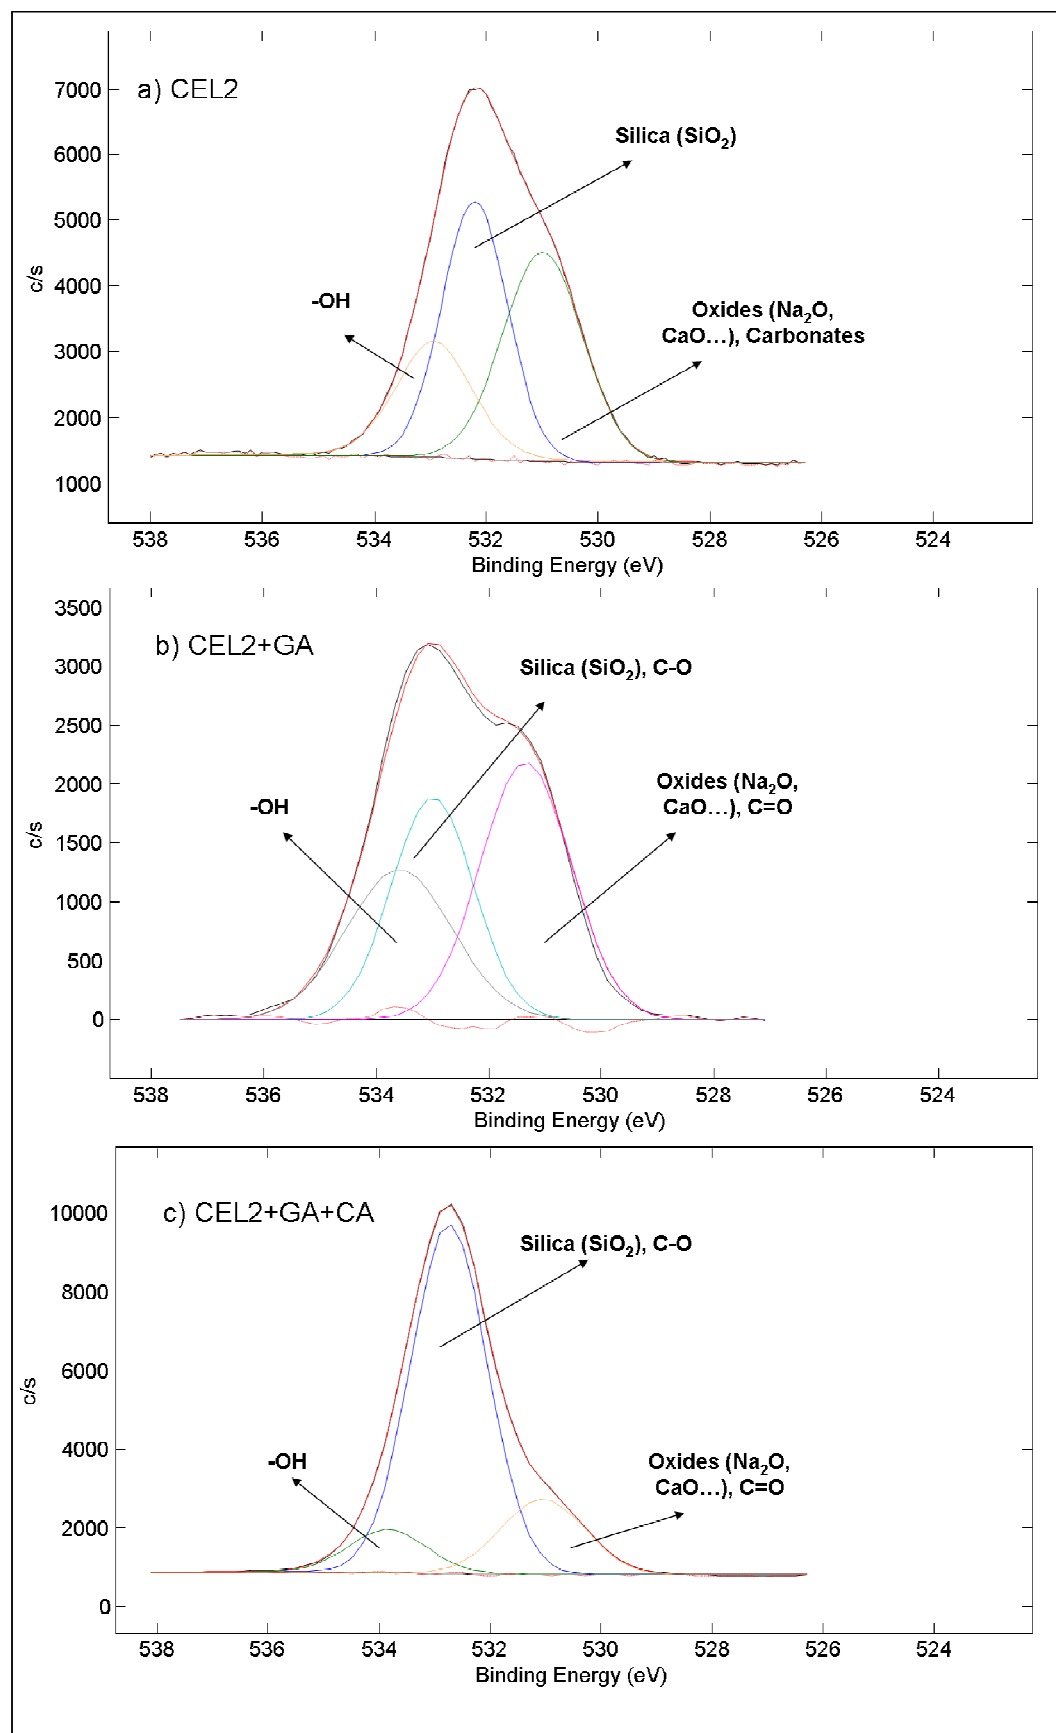 a) CEL2
7000
6000
5000
4000
3000
2000
1000
c/s
Silica (SiO₂)
-OH
Oxides (Na₂O,
CaO…), Carbonates
538 536 534 532 530 528 526 524
Binding Energy (eV)
b) CEL2+GA
3500
3000
2500
2000
1500
1000
500
0
c/s
Silica (SiO₂), C-O
-OH
Oxides (Na₂O,
CaO…), C=O
538 536 534 532 530 528 526 524
Binding Energy (eV)
c) CEL2+GA+CA
10000
8000
6000
4000
2000
0
c/s
Silica (SiO₂), C-O
-OH
Oxides (Na₂O,
CaO…), C=O
538 536 534 532 530 528 526 524
Binding Energy (eV)